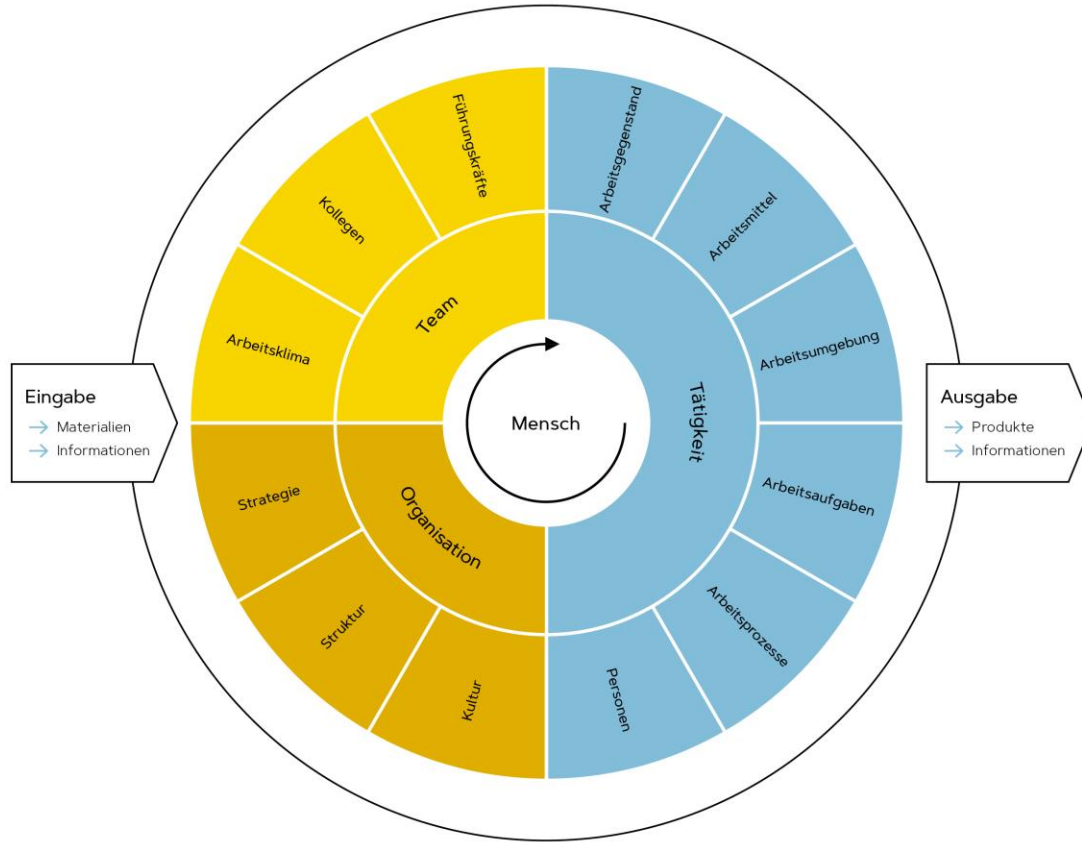 Führungskräfte
Arbeitsgegenstand
Kollegen
Arbeitsmittel
Team
Arbeitsklima
Arbeitsumgebung
Eingabe
Materialien
Informationen
Mensch
Tätigkeit
Ausgabe
Produkte
Informationen
Strategie
Organisation
Arbeitsaufgaben
Struktur
Arbeitsprozesse
Kultur
Personen